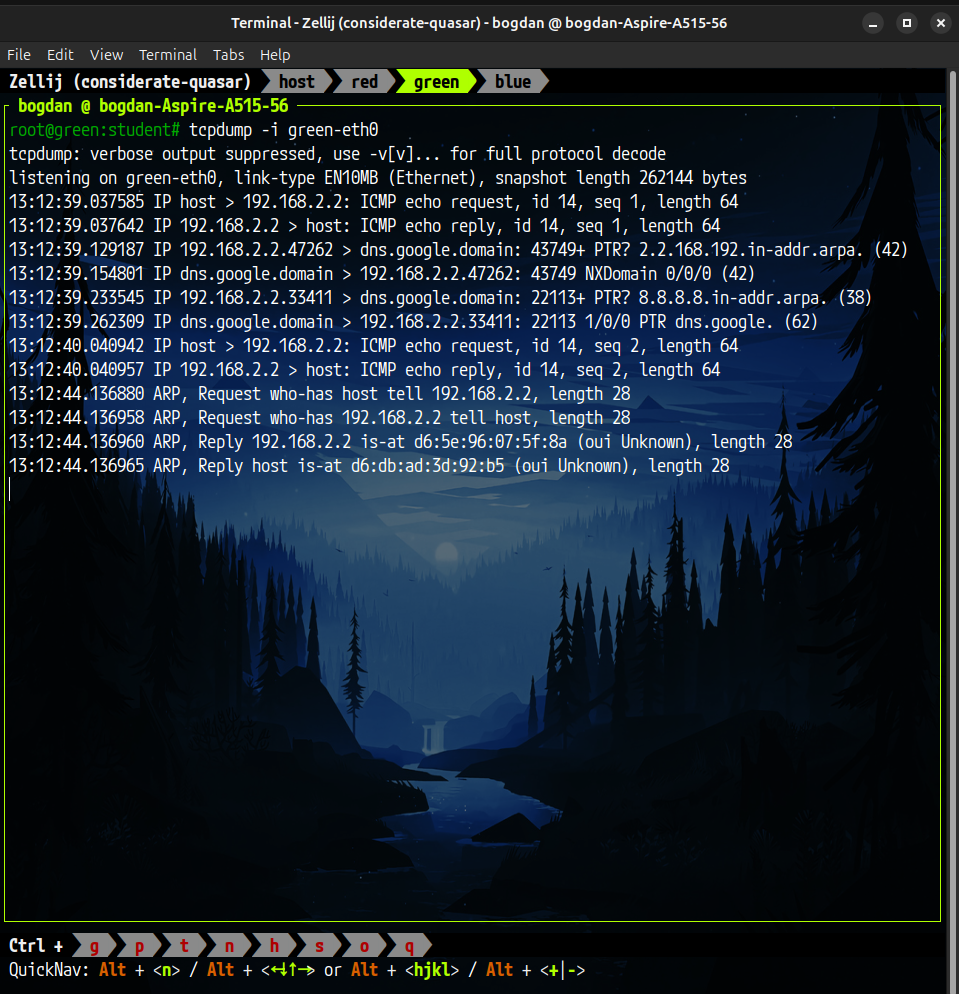 Terminal - Zellij (considerate-quasar) - bogdan @ bogdan-Aspire-A515-56
File Edit View Terminal Tabs Help
Zellij (considerate-quasar) host red green blue
bogdan @ bogdan-Aspire-A515-56
root@green:student# tcpdump -i green-eth0
tcpdump: verbose output suppressed, use -v[v]... for full protocol decode
listening on green-eth0, link-type EN10MB (Ethernet), snapshot length 262144 bytes
13:12:39.037585 IP host > 192.168.2.2: ICMP echo request, id 14, seq 1, length 64
13:12:39.037642 IP 192.168.2.2 > host: ICMP echo reply, id 14, seq 1, length 64
13:12:39.129187 IP 192.168.2.2.47262 > dns.google.domain: 43749+ PTR? 2.2.168.192.in-addr.arpa. (42)
13:12:39.154801 IP dns.google.domain > 192.168.2.2.47262: 43749 NXDomain 0/0/0 (42)
13:12:39.233545 IP 192.168.2.2.33411 > dns.google.domain: 22113+ PTR? 8.8.8.8.in-addr.arpa. (38)
13:12:39.262309 IP dns.google.domain > 192.168.2.2.33411: 22113 1/0/0 PTR dns.google. (62)
13:12:40.040942 IP host > 192.168.2.2: ICMP echo request, id 14, seq 2, length 64
13:12:40.040957 IP 192.168.2.2 > host: ICMP echo reply, id 14, seq 2, length 64
13:12:44.136880 ARP, Request who-has host tell 192.168.2.2, length 28
13:12:44.136958 ARP, Request who-has 192.168.2.2 tell host, length 28
13:12:44.136960 ARP, Reply 192.168.2.2 is-at d6:5e:96:07:5f:8a (oui Unknown), length 28
13:12:44.136965 ARP, Reply host is-at d6:db:ad:3d:92:b5 (oui Unknown), length 28
Ctrl + g p t n h s o q
QuickNav: Alt + <n> / Alt + <←↓↑→> or Alt + <hjkl> / Alt + <+|->